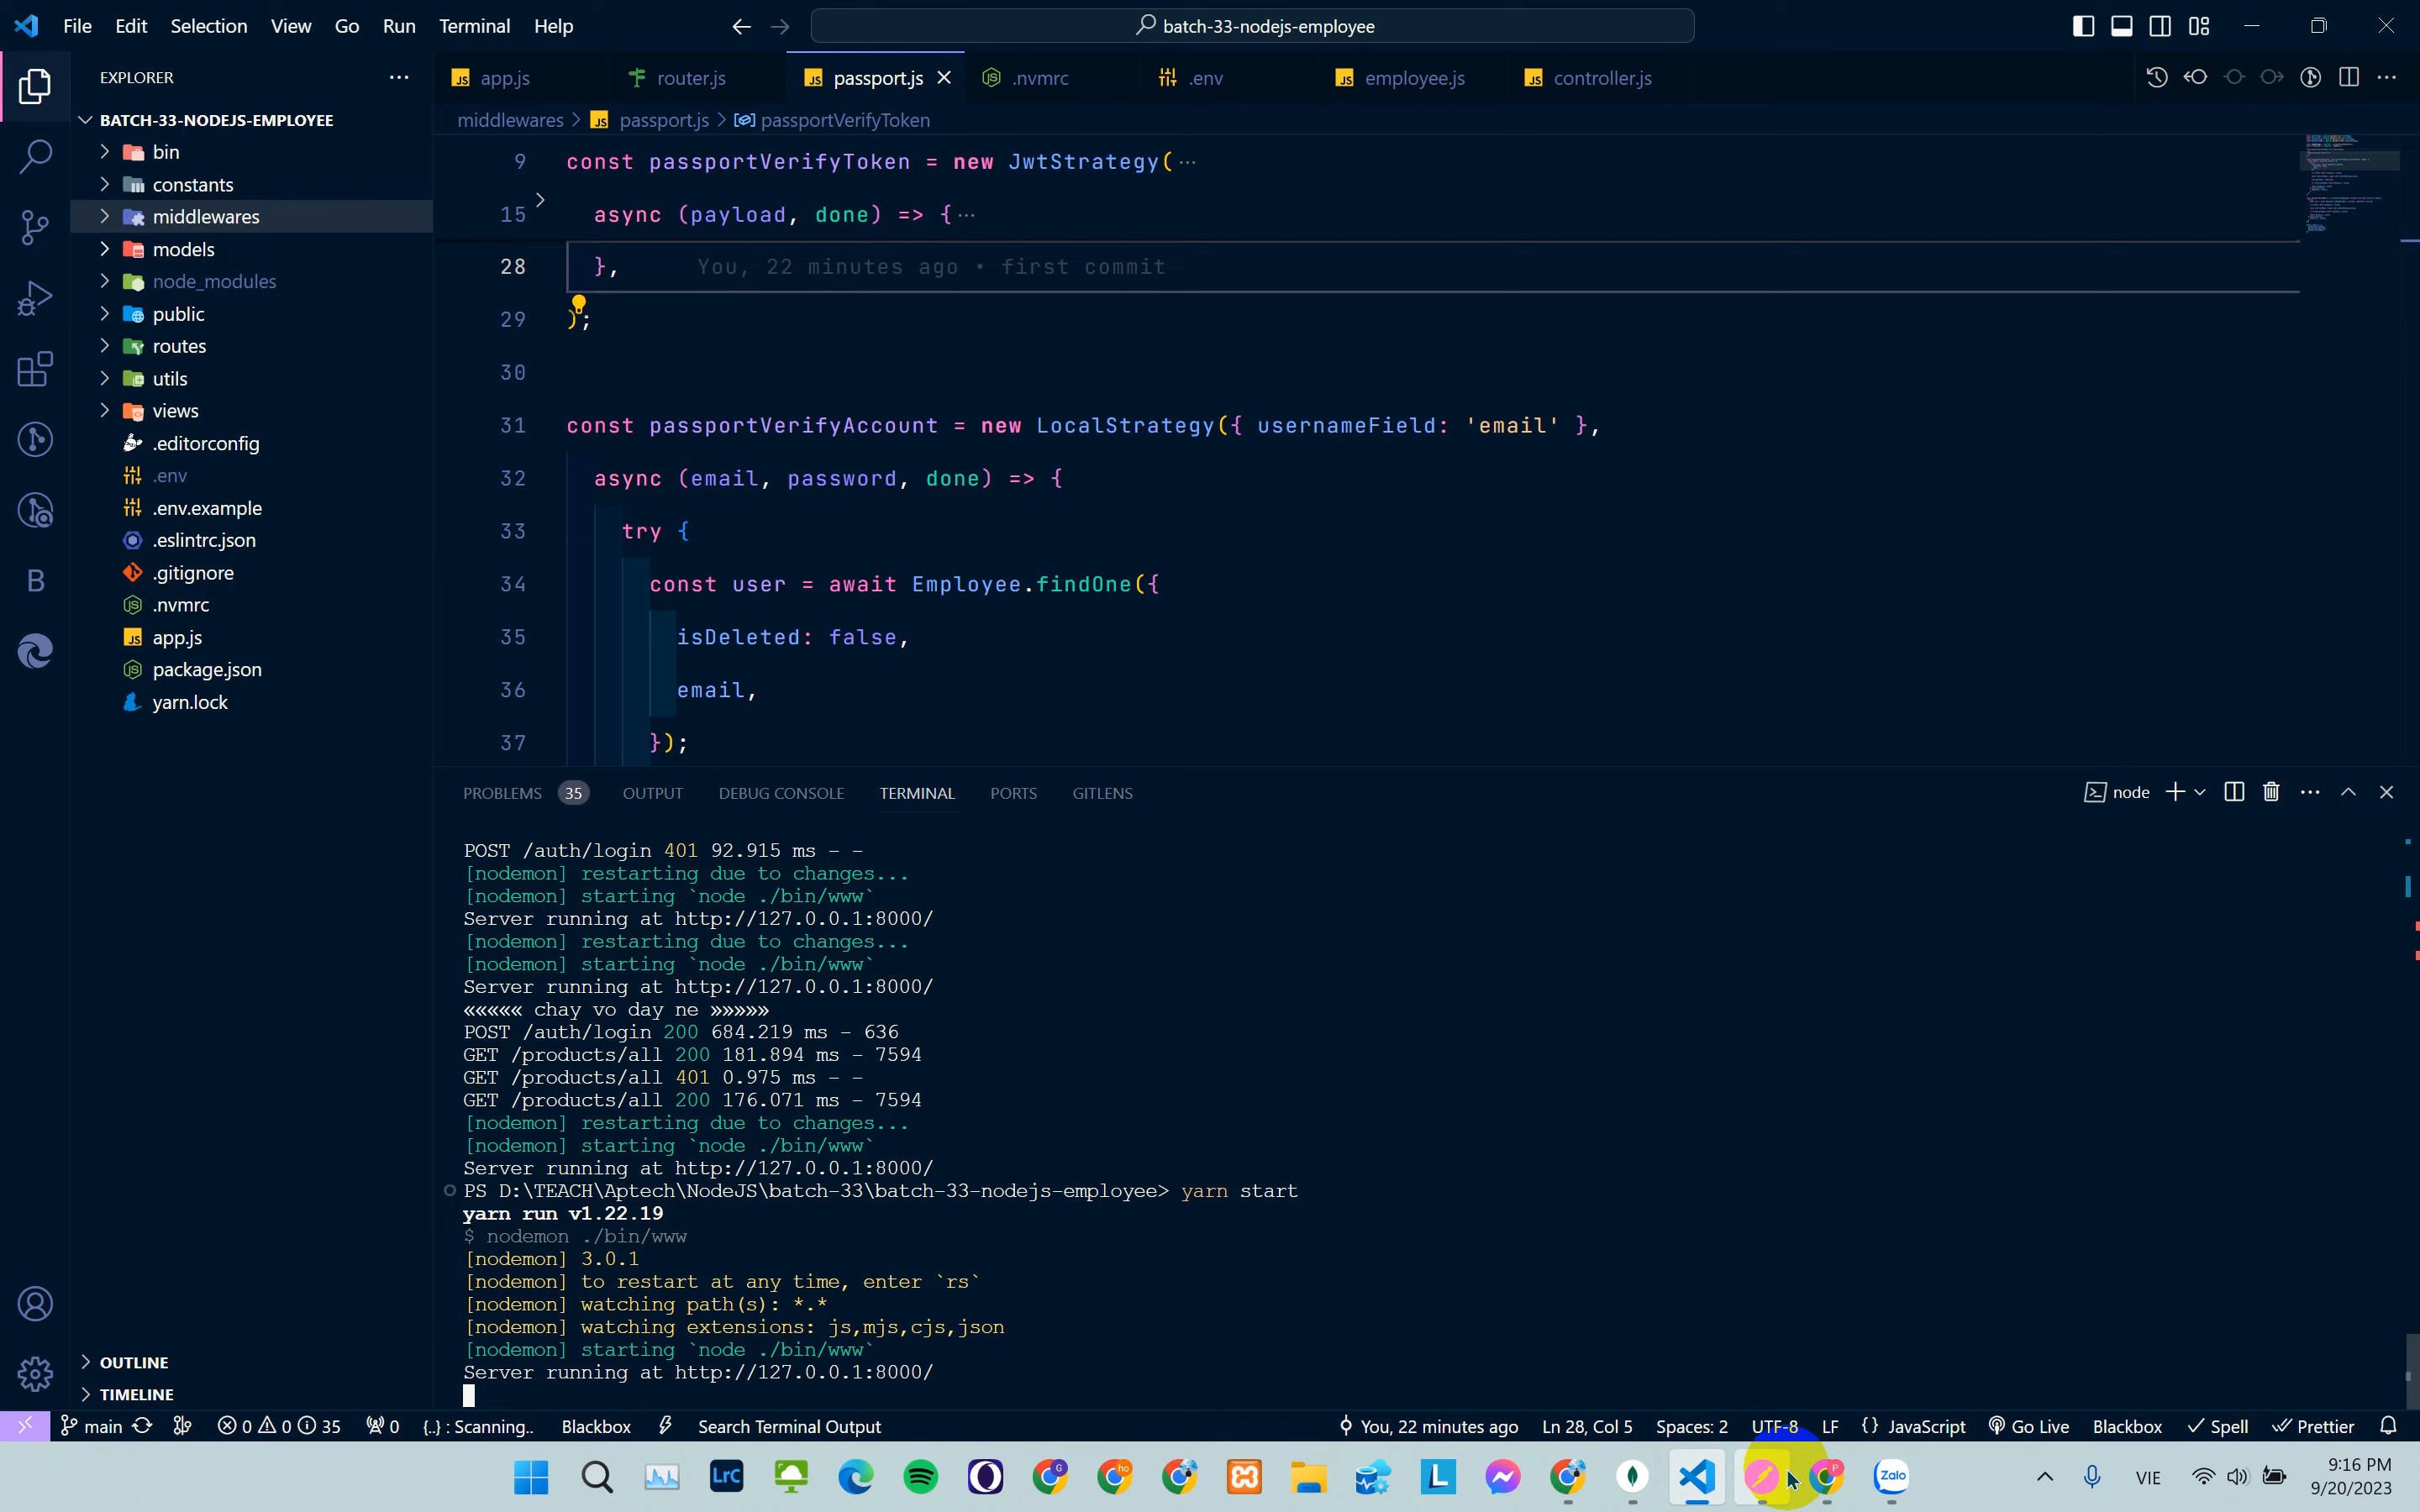 File Edit Selection View Go Run Terminal Help
batch-33-nodejs-employee
EXPLORER
BATCH-33-NODEJS-EMPLOYEE
bin
constants
middlewares
models
node_modules
public
routes
utils
views
.editorconfig
.env
.env.example
.eslintrc.json
.gitignore
.nvmrc
app.js
package.json
yarn.lock
OUTLINE
TIMELINE
app.js router.js passport.js .nvmrc .env employee.js controller.js
middlewares > passport.js > passportVerifyToken
9 const passportVerifyToken = new JwtStrategy(···
15 async (payload, done) => {···
28 }, You, 22 minutes ago • first commit
29 );
30
31 const passportVerifyAccount = new LocalStrategy({ usernameField: 'email' },
32 async (email, password, done) => {
33 try {
34 const user = await Employee.findOne({
35 isDeleted: false,
36 email,
37 });
PROBLEMS 35 OUTPUT DEBUG CONSOLE TERMINAL PORTS GITLENS
node
POST /auth/login 401 92.915 ms - -
[nodemon] restarting due to changes...
[nodemon] starting `node ./bin/www`
Server running at http://127.0.0.1:8000/
[nodemon] restarting due to changes...
[nodemon] starting `node ./bin/www`
Server running at http://127.0.0.1:8000/
««««« chay vo day ne »»»»»
POST /auth/login 200 684.219 ms - 636
GET /products/all 200 181.894 ms - 7594
GET /products/all 401 0.975 ms - -
GET /products/all 200 176.071 ms - 7594
[nodemon] restarting due to changes...
[nodemon] starting `node ./bin/www`
Server running at http://127.0.0.1:8000/
PS D:\TEACH\Aptech\NodeJS\batch-33\batch-33-nodejs-employee> yarn start
yarn run v1.22.19
$ nodemon ./bin/www
[nodemon] 3.0.1
[nodemon] to restart at any time, enter `rs`
[nodemon] watching path(s): *.*
[nodemon] watching extensions: js,mjs,cjs,json
[nodemon] starting `node ./bin/www`
Server running at http://127.0.0.1:8000/
main 0 0 35 0 {..} : Scanning.. Blackbox Search Terminal Output You, 22 minutes ago Ln 28, Col 5 Spaces: 2 UTF-8 LF {} JavaScript Go Live Blackbox Spell Prettier
LrC L Zalo VIE 9:16 PM
9/20/2023